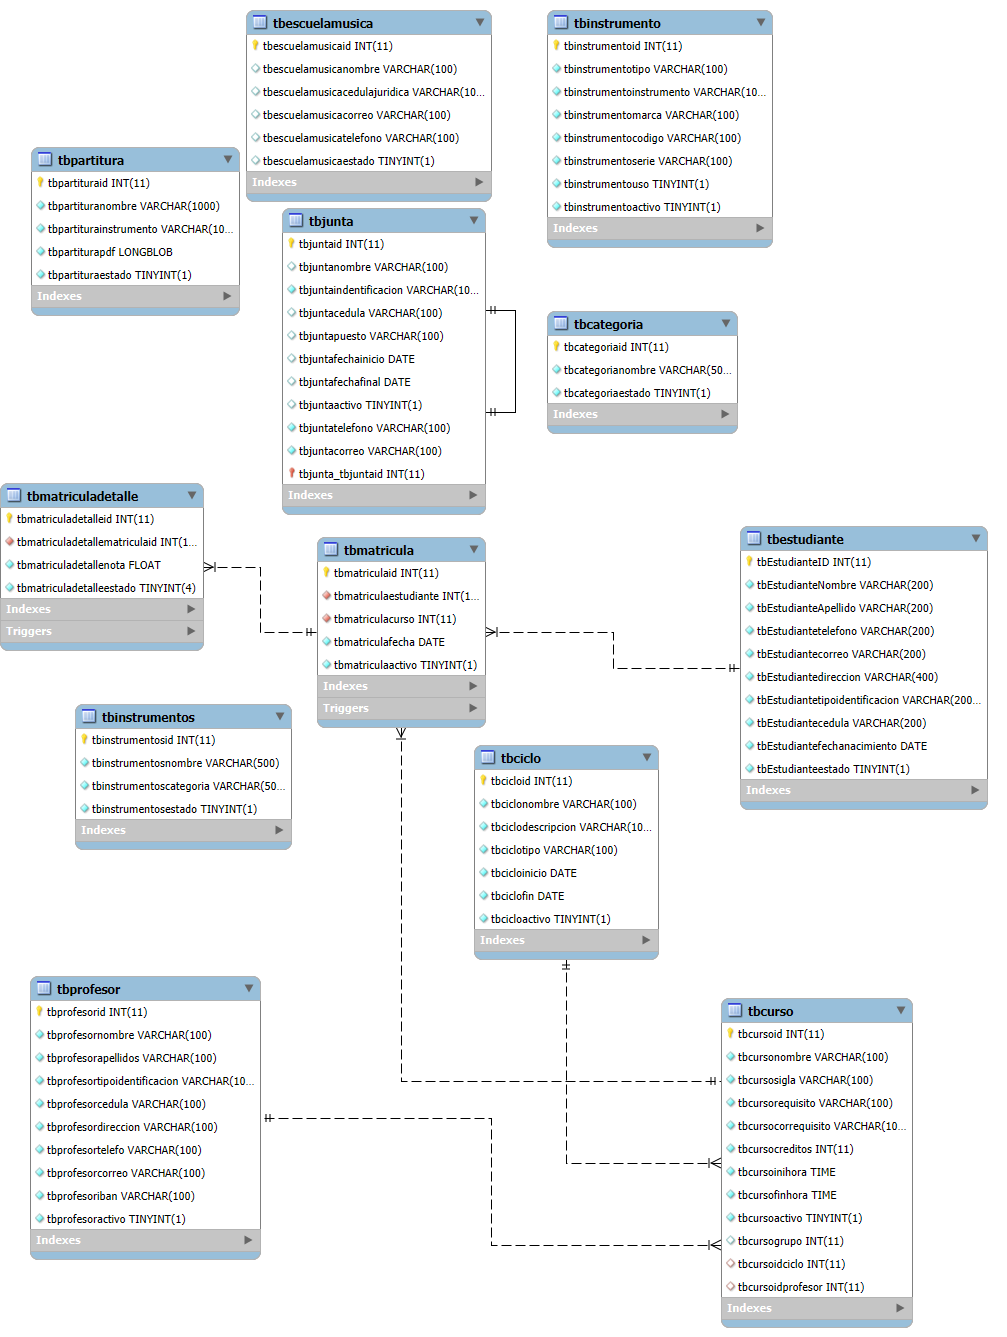 tbescuelamusica
tbescuelamusicaid INT(11)
tbescuelamusicanombre VARCHAR(100)
tbescuelamusicacedulajuridica VARCHAR(10...
tbescuelamusicacorreo VARCHAR(100)
tbescuelamusicatelefono VARCHAR(100)
tbescuelamusicaestado TINYINT(1)
Indexes
tbinstrumento
tbinstrumentoid INT(11)
tbinstrumentotipo VARCHAR(100)
tbinstrumentoinstrumento VARCHAR(10...
tbinstrumentomarca VARCHAR(100)
tbinstrumentocodigo VARCHAR(100)
tbinstrumentoserie VARCHAR(100)
tbinstrumentouso TINYINT(1)
tbinstrumentoactivo TINYINT(1)
Indexes
tbpartitura
tbpartituraid INT(11)
tbpartituranombre VARCHAR(1000)
tbpartiturainstrumento VARCHAR(10...
tbpartiturapdf LONGBLOB
tbpartituraestado TINYINT(1)
Indexes
tbjunta
tbjuntaid INT(11)
tbjuntanombre VARCHAR(100)
tbjuntaindentificacion VARCHAR(10...
tbjuntacedula VARCHAR(100)
tbjuntapuesto VARCHAR(100)
tbjuntafechainicio DATE
tbjuntafechafinal DATE
tbjuntaactivo TINYINT(1)
tbjuntatelefono VARCHAR(100)
tbjuntacorreo VARCHAR(100)
tbjunta_tbjuntaid INT(11)
Indexes
tbcategoria
tbcategoriaid INT(11)
tbcategorianombre VARCHAR(50...
tbcategoriaestado TINYINT(1)
Indexes
tbmatriculadetalle
tbmatriculadetalleid INT(11)
tbmatriculadetallematriculaid INT(1...
tbmatriculadetallenota FLOAT
tbmatriculadetalleestado TINYINT(4)
Indexes
Triggers
tbmatricula
tbmatriculaid INT(11)
tbmatriculaestudiante INT(1...
tbmatriculacurso INT(11)
tbmatriculafecha DATE
tbmatriculaactivo TINYINT(1)
Indexes
Triggers
tbestudiante
tbEstudianteID INT(11)
tbEstudianteNombre VARCHAR(200)
tbEstudianteApellido VARCHAR(200)
tbEstudiantetelefono VARCHAR(200)
tbEstudiantecorreo VARCHAR(200)
tbEstudiantedireccion VARCHAR(400)
tbEstudiantetipoidentificacion VARCHAR(200...
tbEstudiantecedula VARCHAR(200)
tbEstudiantefechanacimiento DATE
tbEstudianteestado TINYINT(1)
Indexes
tbinstrumentos
tbinstrumentosid INT(11)
tbinstrumentosnombre VARCHAR(500)
tbinstrumentoscategoria VARCHAR(50...
tbinstrumentosestado TINYINT(1)
Indexes
tbciclo
tbcicloid INT(11)
tbciclonombre VARCHAR(100)
tbciclodescripcion VARCHAR(10...
tbciclotipo VARCHAR(100)
tbcicloinicio DATE
tbciclofin DATE
tbcicloactivo TINYINT(1)
Indexes
tbprofesor
tbprofesorid INT(11)
tbprofesornombre VARCHAR(100)
tbprofesorapellidos VARCHAR(100)
tbprofesortipoidentificacion VARCHAR(10...
tbprofesorcedula VARCHAR(100)
tbprofesordireccion VARCHAR(100)
tbprofesortelefo VARCHAR(100)
tbprofesorcorreo VARCHAR(100)
tbprofesoriban VARCHAR(100)
tbprofesoractivo TINYINT(1)
Indexes
tbcurso
tbcursoid INT(11)
tbcursonombre VARCHAR(100)
tbcursosigla VARCHAR(100)
tbcursorequisito VARCHAR(100)
tbcursocorrequisito VARCHAR(10...
tbcursocreditos INT(11)
tbcursoinihora TIME
tbcursofinhora TIME
tbcursoactivo TINYINT(1)
tbcursogrupo INT(11)
tbcursoidciclo INT(11)
tbcursoidprofesor INT(11)
Indexes